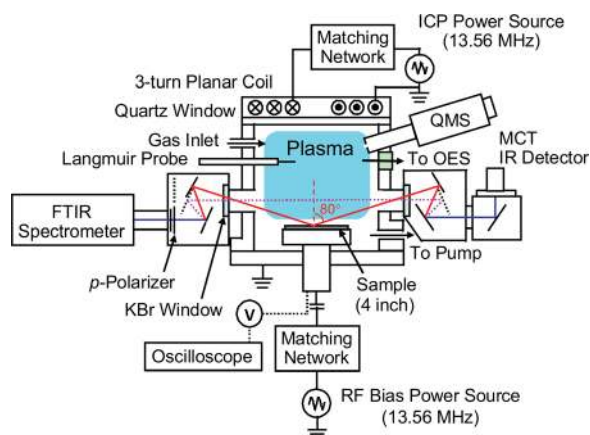 ICP Power Source
(13.56 MHz)
Matching
Network
3-turn Planar Coil
Quartz Window
QMS
Gas Inlet
Plasma
MCT
IR Detector
Langmuir Probe
To OES
80°
FTIR
Spectrometer
To Pump
p-Polarizer
Sample
(4 inch)
KBr Window
V
Oscilloscope
Matching
Network
RF Bias Power Source
(13.56 MHz)